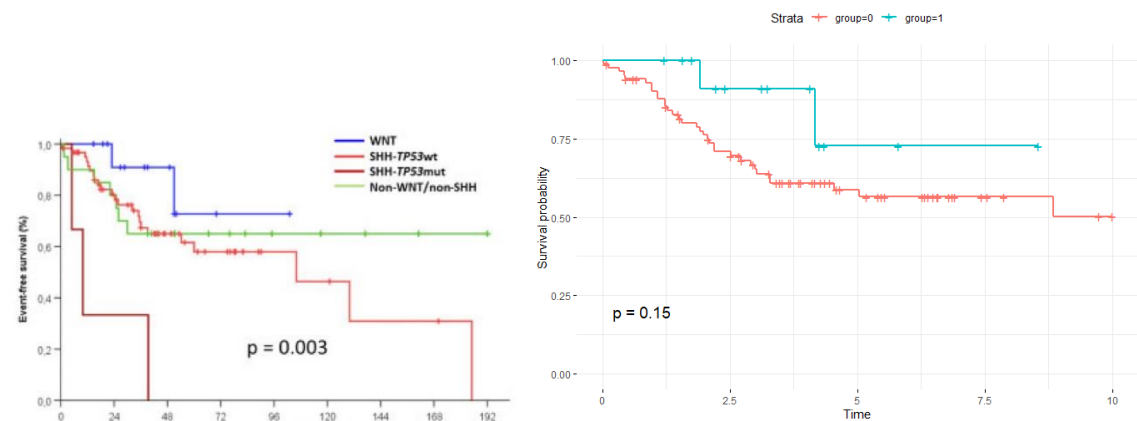 Strata group=0 group=1
WNT
SHH-TP53wt
SHH-TP53mut
Non-WNT/non-SHH
Event-free survival (%)
1,0
0,8
0,6
0,4
0,2
0,0
p = 0.003
0 24 48 72 96 120 144 168 192
Survival probability
1.00
0.75
0.50
0.25
0.00
p = 0.15
0 2.5 5 7.5 10
Time